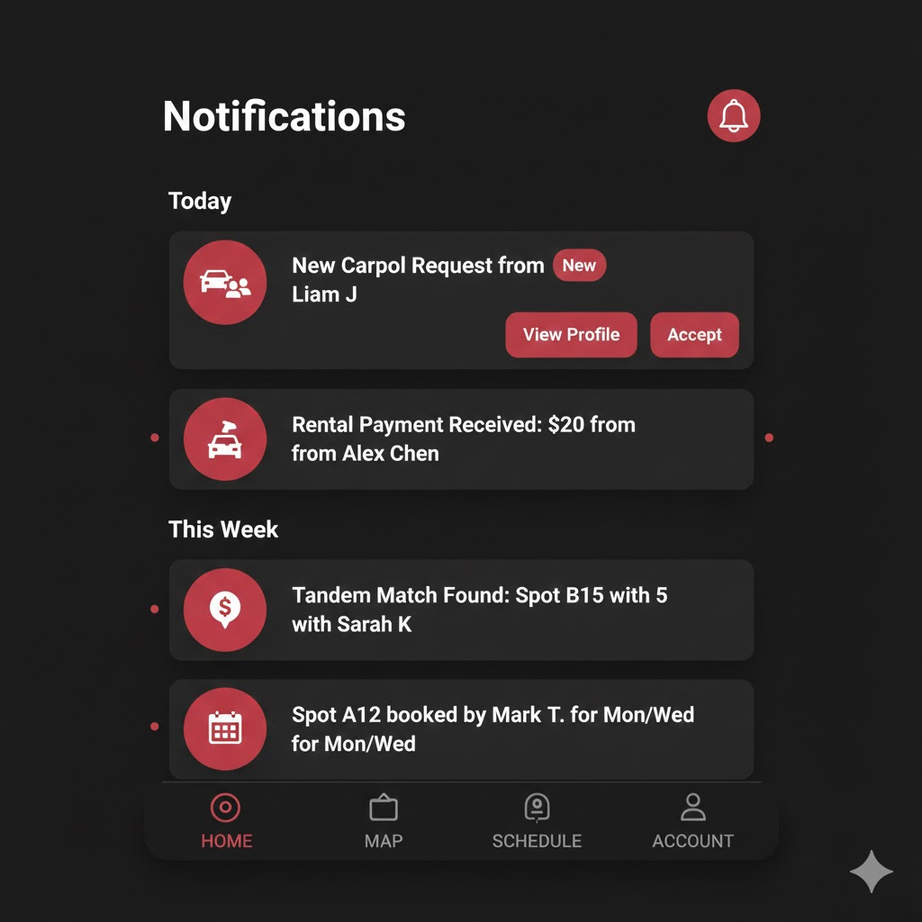 Notifications
Today
New Carpol Request from New
Liam J
View Profile Accept
Rental Payment Received: $20 from
from Alex Chen
This Week
Tandem Match Found: Spot B15 with 5
with Sarah K
Spot A12 booked by Mark T. for Mon/Wed
for Mon/Wed
HOME MAP SCHEDULE ACCOUNT